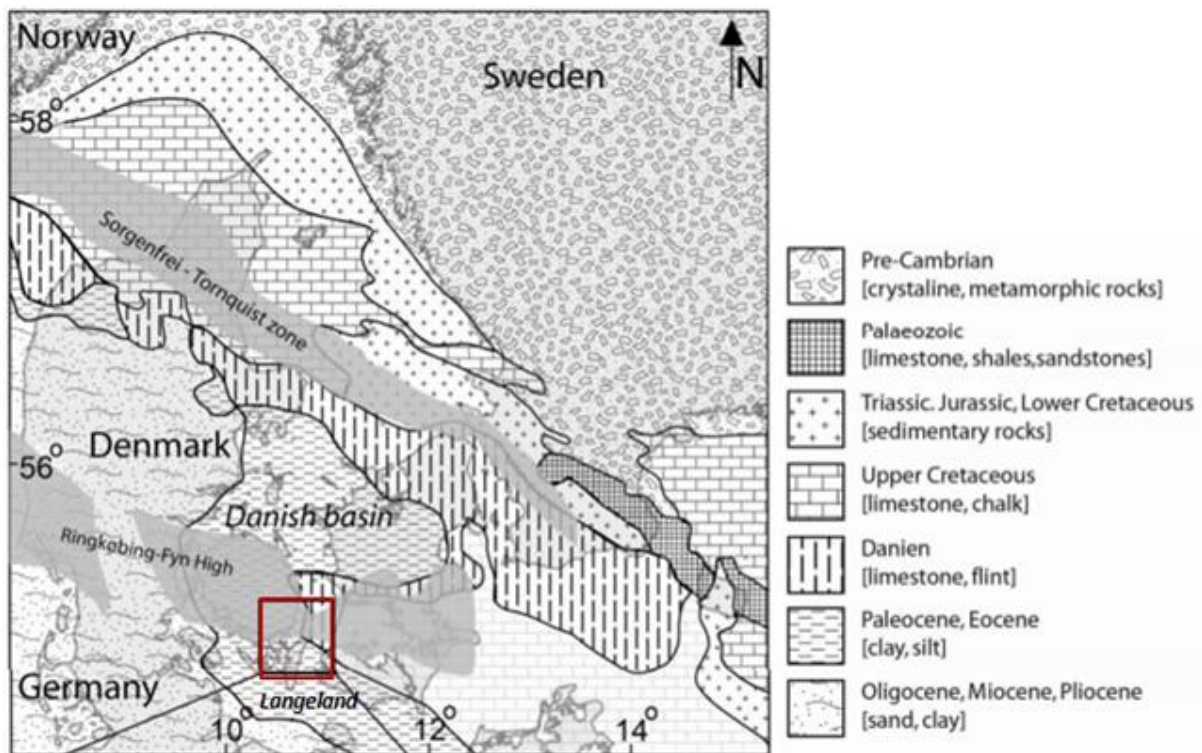 Norway
Sweden
N
58°
Sorgenfrei - Tornquist zone
Denmark
56°
Danish basin
Ringkøbing-Fyn High
Germany
Langeland
10°
12°
14°
Pre-Cambrian
[crystaline, metamorphic rocks]
Palaeozoic
[limestone, shales,sandstones]
Triassic. Jurassic, Lower Cretaceous
[sedimentary rocks]
Upper Cretaceous
[limestone, chalk]
Danien
[limestone, flint]
Paleocene, Eocene
[clay, silt]
Oligocene, Miocene, Pliocene
[sand, clay]